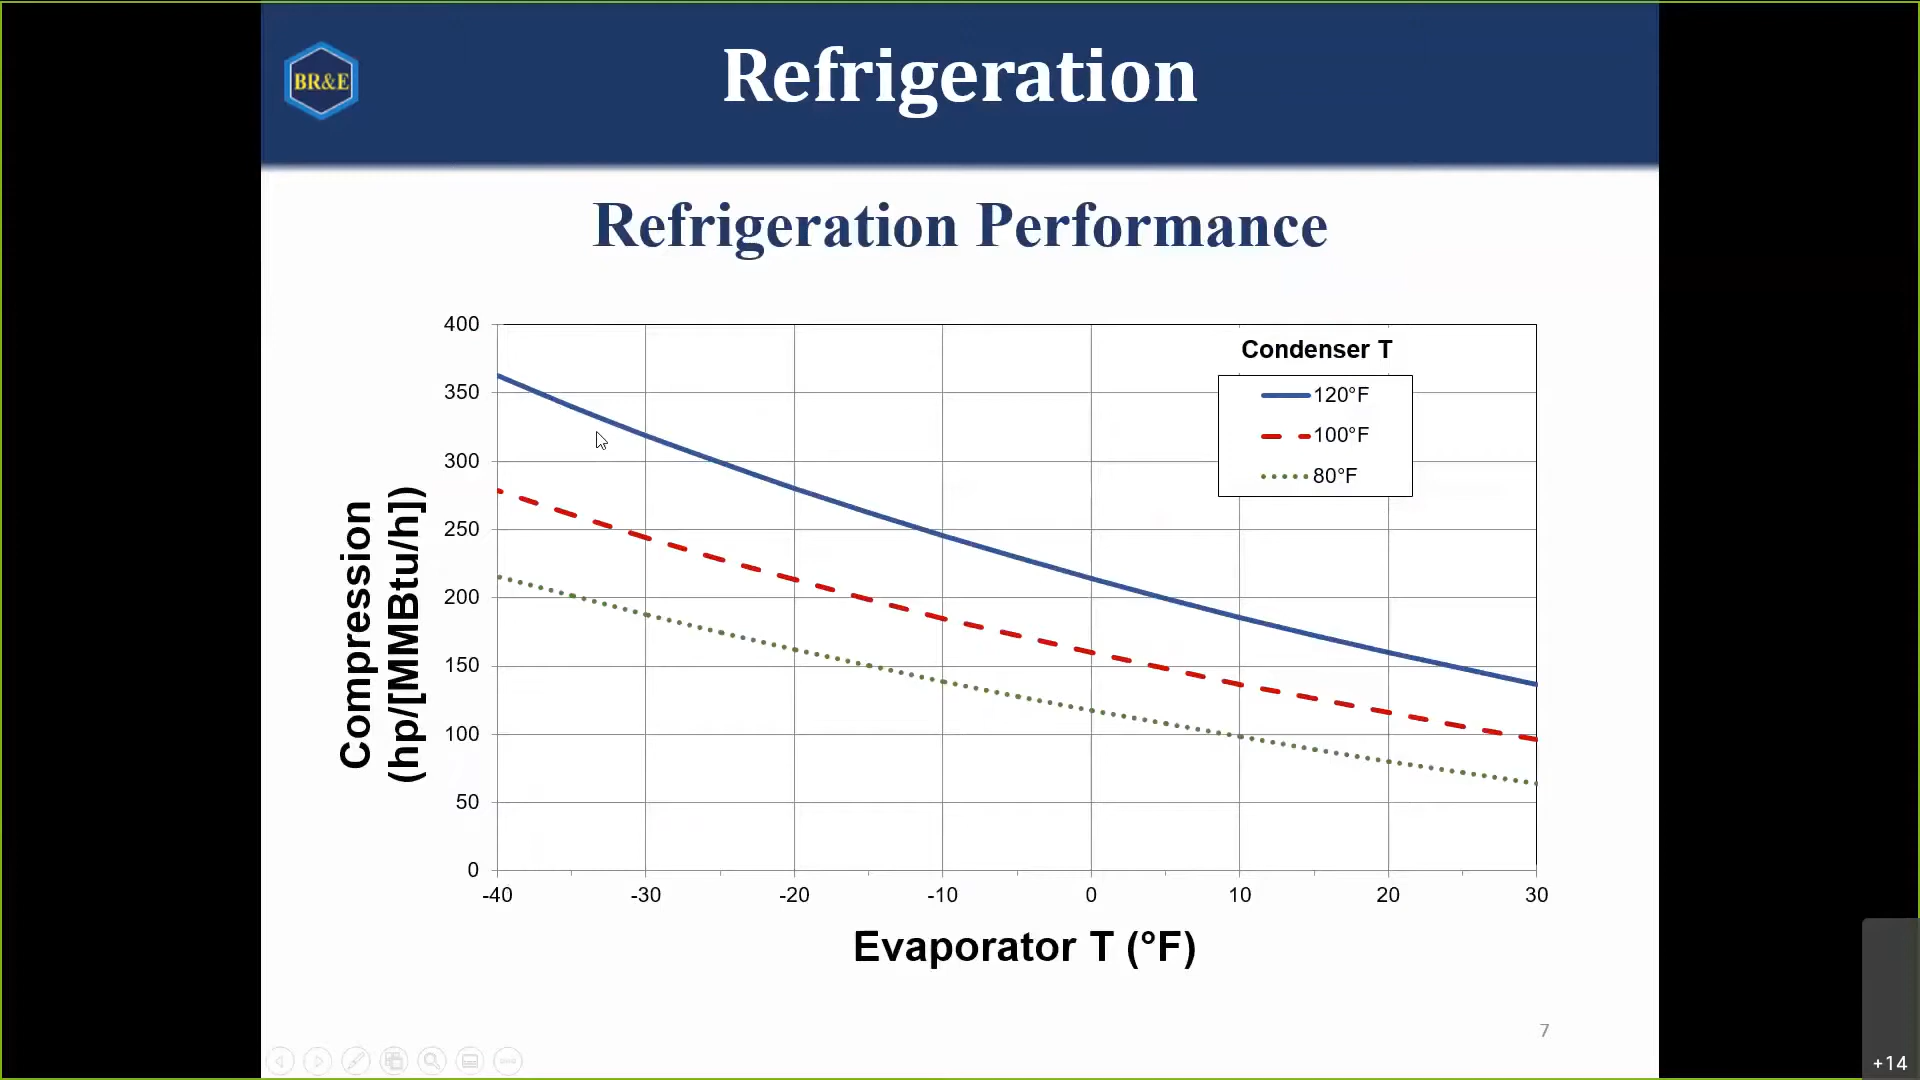 BR&E
Refrigeration
Refrigeration Performance
Compression
(hp/[MMBtu/h])
400
350
300
250
200
150
100
50
0
Condenser T
120°F
100°F
80°F
-40 -30 -20 -10 0 10 20 30
Evaporator T (°F)
7
+14